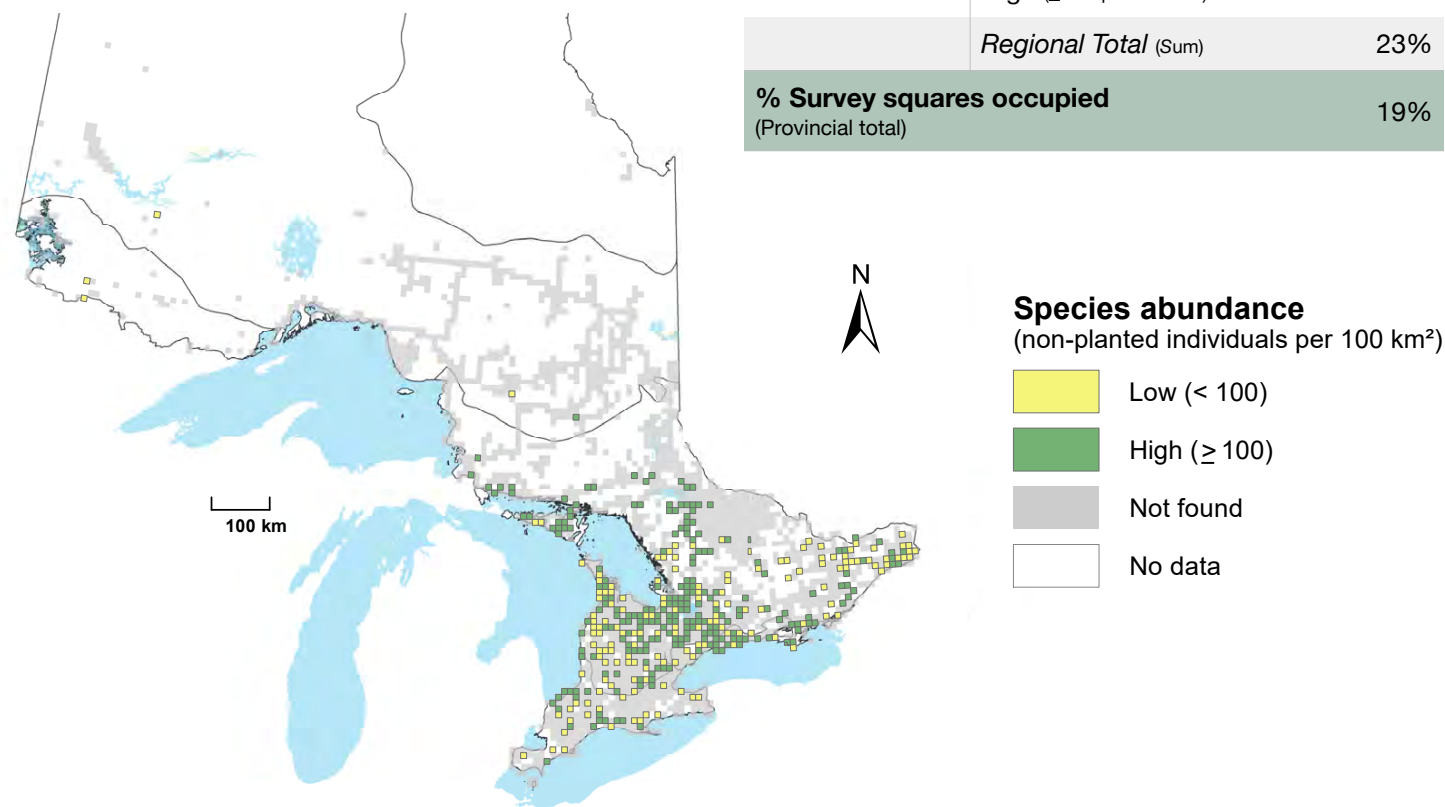 Regional Total (Sum) 23%
% Survey squares occupied 19%
(Provincial total)
N
Species abundance
(non-planted individuals per 100 km²)
Low (< 100)
High (≥ 100)
Not found
No data
100 km